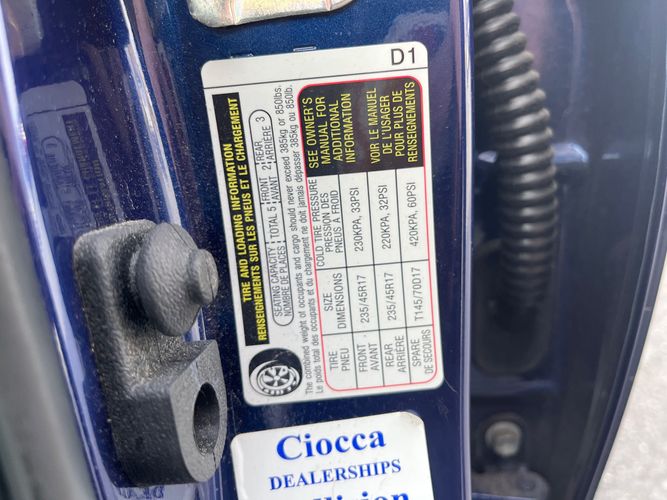 D1
TIRE AND LOADING INFORMATION
RENSEIGNEMENTS SUR LES PNEUS ET LE CHARGEMENT
SEATING CAPACITY TOTAL 5 FRONT 2 REAR 3
NOMBRE DE PLACES AVANT ARRIÈRE
The combined weight of occupants and cargo should never exceed 385kg or 850lbs.
Le poids total des occupants et du chargement ne doit jamais dépasser 385kg ou 850lb.
TIRE SIZE COLD TIRE PRESSURE
PNEU DIMENSIONS PRESSION DES
PNEUS A FROID
FRONT 235/45R17 230KPA, 33PSI
AVANT
REAR 235/45R17 220KPA, 32PSI
ARRIÈRE
SPARE T145/70D17 420KPA, 60PSI
DE SECOURS
SEE OWNER'S
MANUAL FOR
ADDITIONAL
INFORMATION
VOIR LE MANUEL
DE L'USAGER
POUR PLUS DE
RENSEIGNEMENTS
Ciocca
DEALERSHIPS